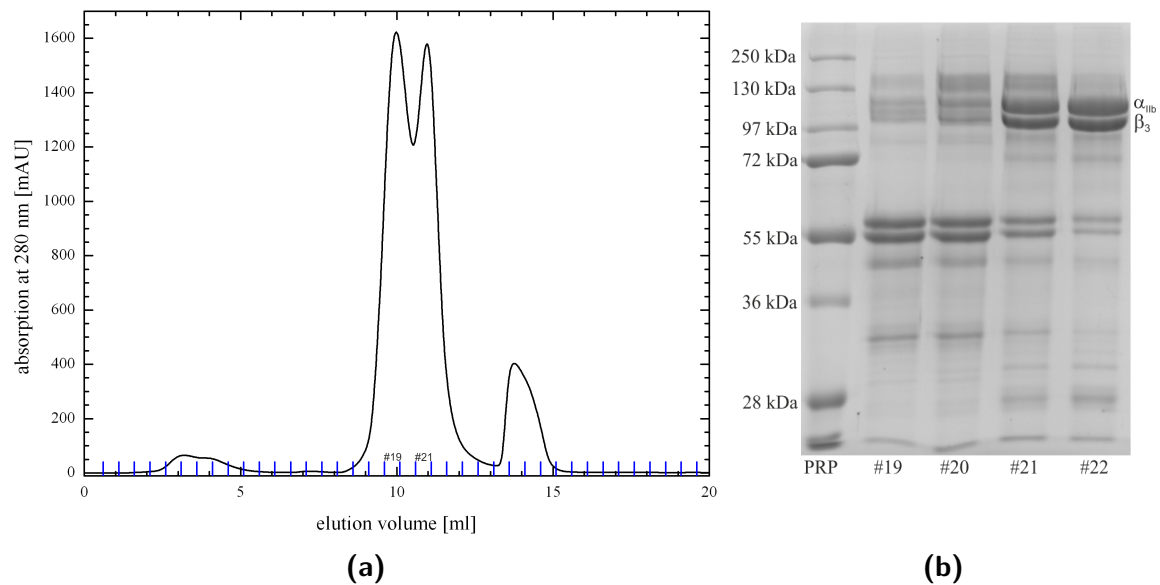 absorption at 280 nm [mAU]
1600
1400
1200
1000
800
600
400
200
0
#19 #21
0 5 10 15 20
elution volume [ml]
(a)
250 kDa
130 kDa
97 kDa
72 kDa
55 kDa
36 kDa
28 kDa
αIIb
β3
PRP #19 #20 #21 #22
(b)